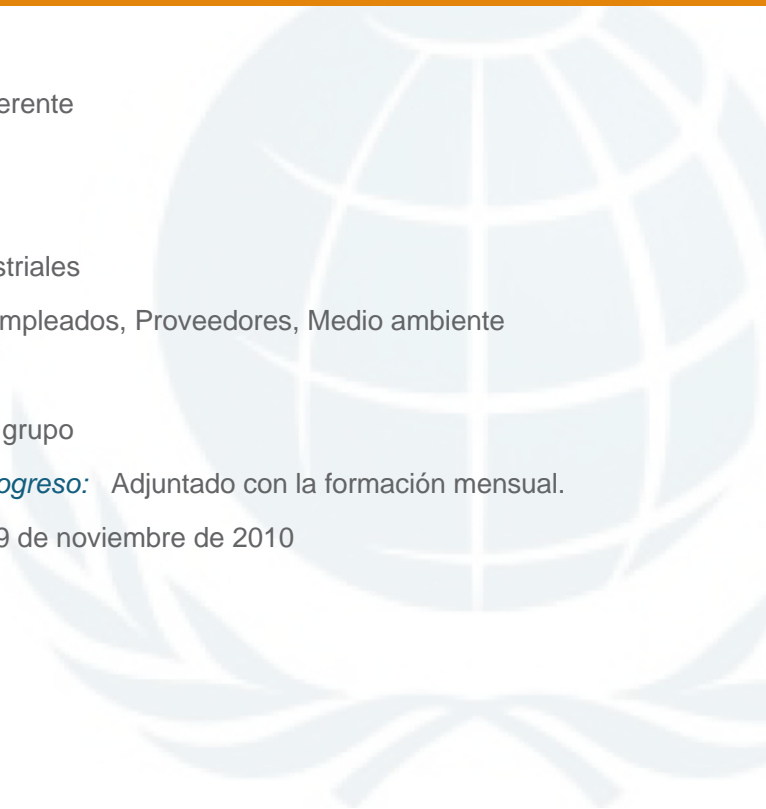 erente
striales
mpleados, Proveedores, Medio ambiente
grupo
ogreso: Adjuntado con la formación mensual.
9 de noviembre de 2010